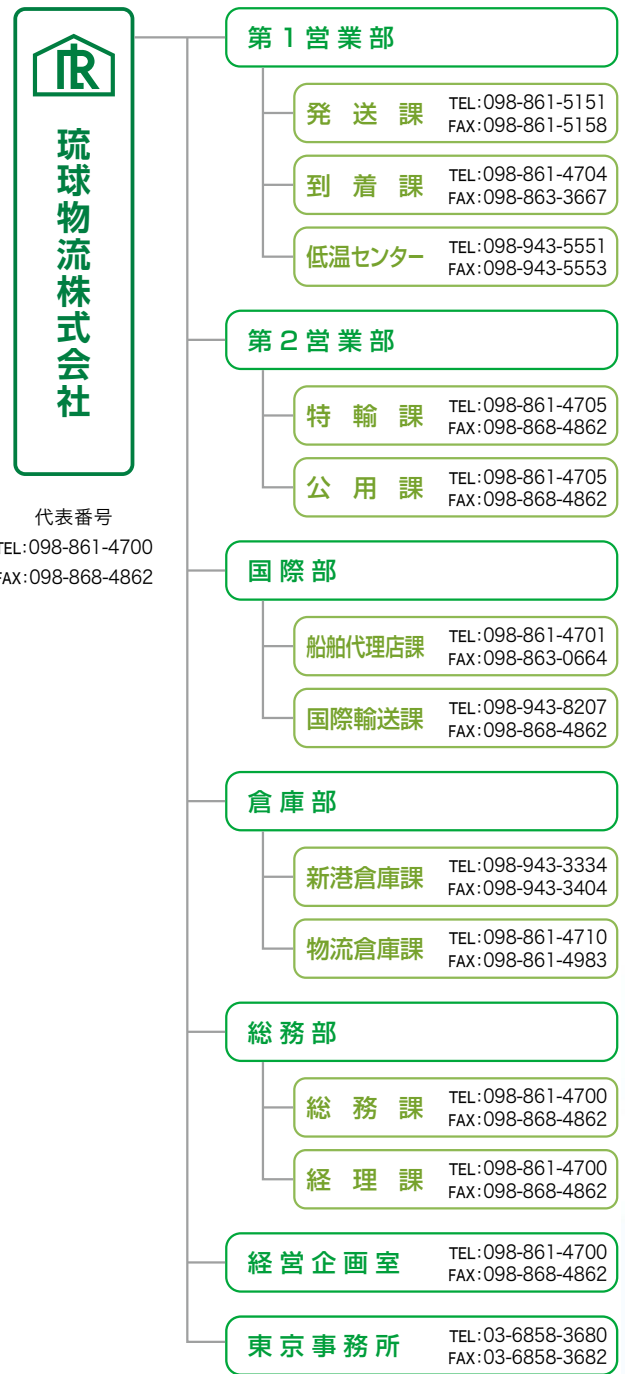 琉球物流株式会社
代表番号
TEL:098-861-4700
FAX:098-868-4862
第1営業部
発送課 TEL:098-861-5151
FAX:098-861-5158
到着課 TEL:098-861-4704
FAX:098-863-3667
低温センター TEL:098-943-5551
FAX:098-943-5553
第2営業部
特輸課 TEL:098-861-4705
FAX:098-868-4862
公用課 TEL:098-861-4705
FAX:098-868-4862
国際部
船舶代理店課 TEL:098-861-4701
FAX:098-863-0664
国際輸送課 TEL:098-943-8207
FAX:098-868-4862
倉庫部
新港倉庫課 TEL:098-943-3334
FAX:098-943-3404
物流倉庫課 TEL:098-861-4710
FAX:098-861-4983
総務部
総務課 TEL:098-861-4700
FAX:098-868-4862
経理課 TEL:098-861-4700
FAX:098-868-4862
経営企画室 TEL:098-861-4700
FAX:098-868-4862
東京事務所 TEL:03-6858-3680
FAX:03-6858-3682